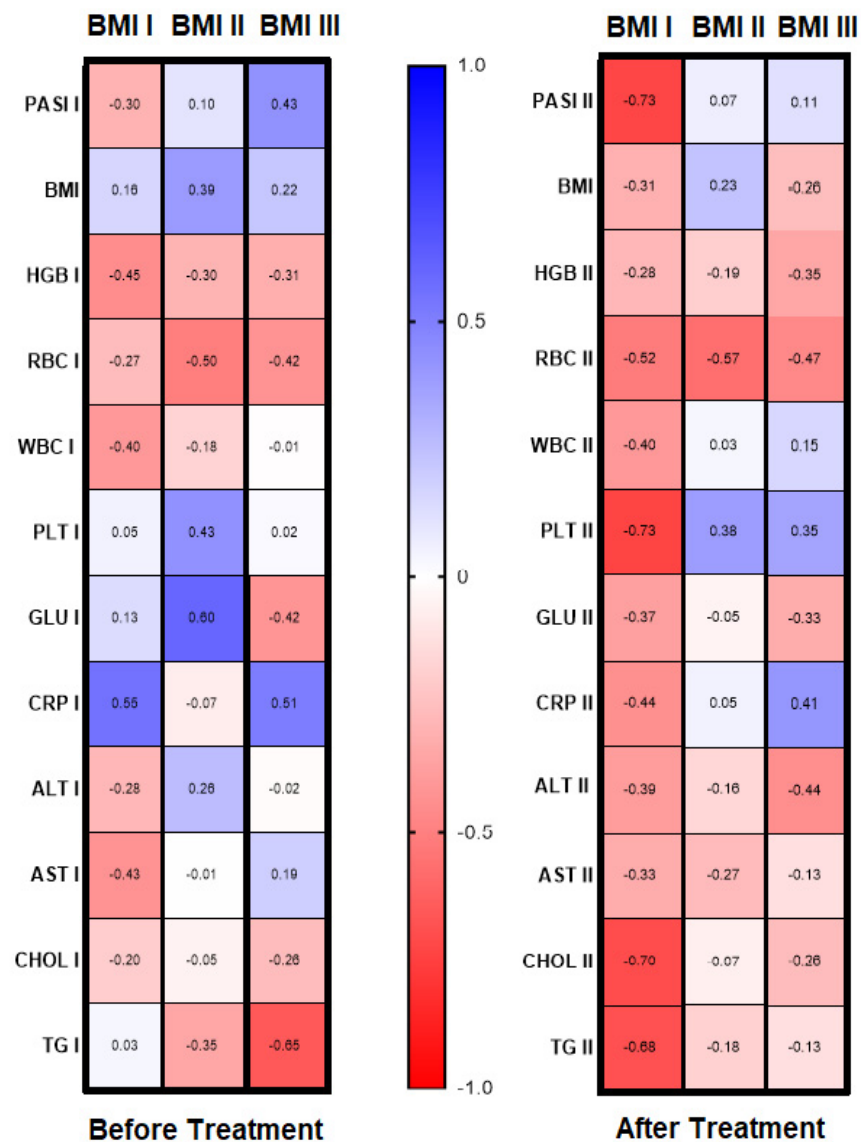 BMI I BMI II BMI III
PASI I -0.30 0.10 0.43
BMI 0.16 0.39 0.22
HGB I -0.45 -0.30 -0.31
RBC I -0.27 -0.50 -0.42
WBC I -0.40 -0.18 -0.01
PLT I 0.05 0.43 0.02
GLU I 0.13 0.60 -0.42
CRP I 0.55 -0.07 0.51
ALT I -0.28 0.26 -0.02
AST I -0.43 -0.01 0.19
CHOL I -0.20 -0.05 -0.26
TG I 0.03 -0.35 -0.65
Before Treatment
1.0
0.5
0
-0.5
-1.0
BMI I BMI II BMI III
PASI II -0.73 0.07 0.11
BMI -0.31 0.23 -0.26
HGB II -0.28 -0.19 -0.35
RBC II -0.52 -0.57 -0.47
WBC II -0.40 0.03 0.15
PLT II -0.73 0.38 0.35
GLU II -0.37 -0.05 -0.33
CRP II -0.44 0.05 0.41
ALT II -0.39 -0.16 -0.44
AST II -0.33 -0.27 -0.13
CHOL II -0.70 -0.07 -0.26
TG II -0.68 -0.18 -0.13
After Treatment